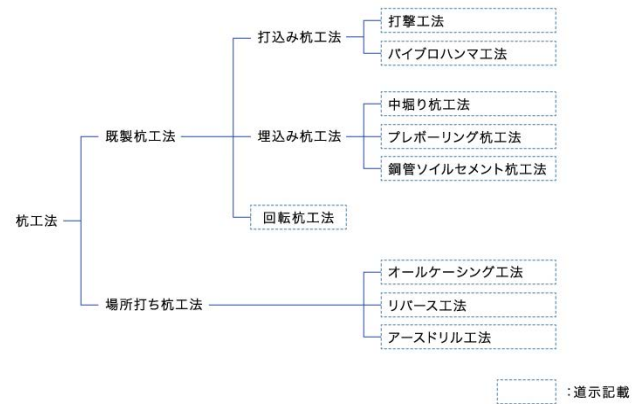 打撃工法
打込み杭工法
バイブロハンマ工法
中堀り杭工法
既製杭工法
埋込み杭工法
プレボーリング杭工法
鋼管ソイルセメント杭工法
回転杭工法
杭工法
オールケーシング工法
場所打ち杭工法
リバース工法
アースドリル工法
：道示記載